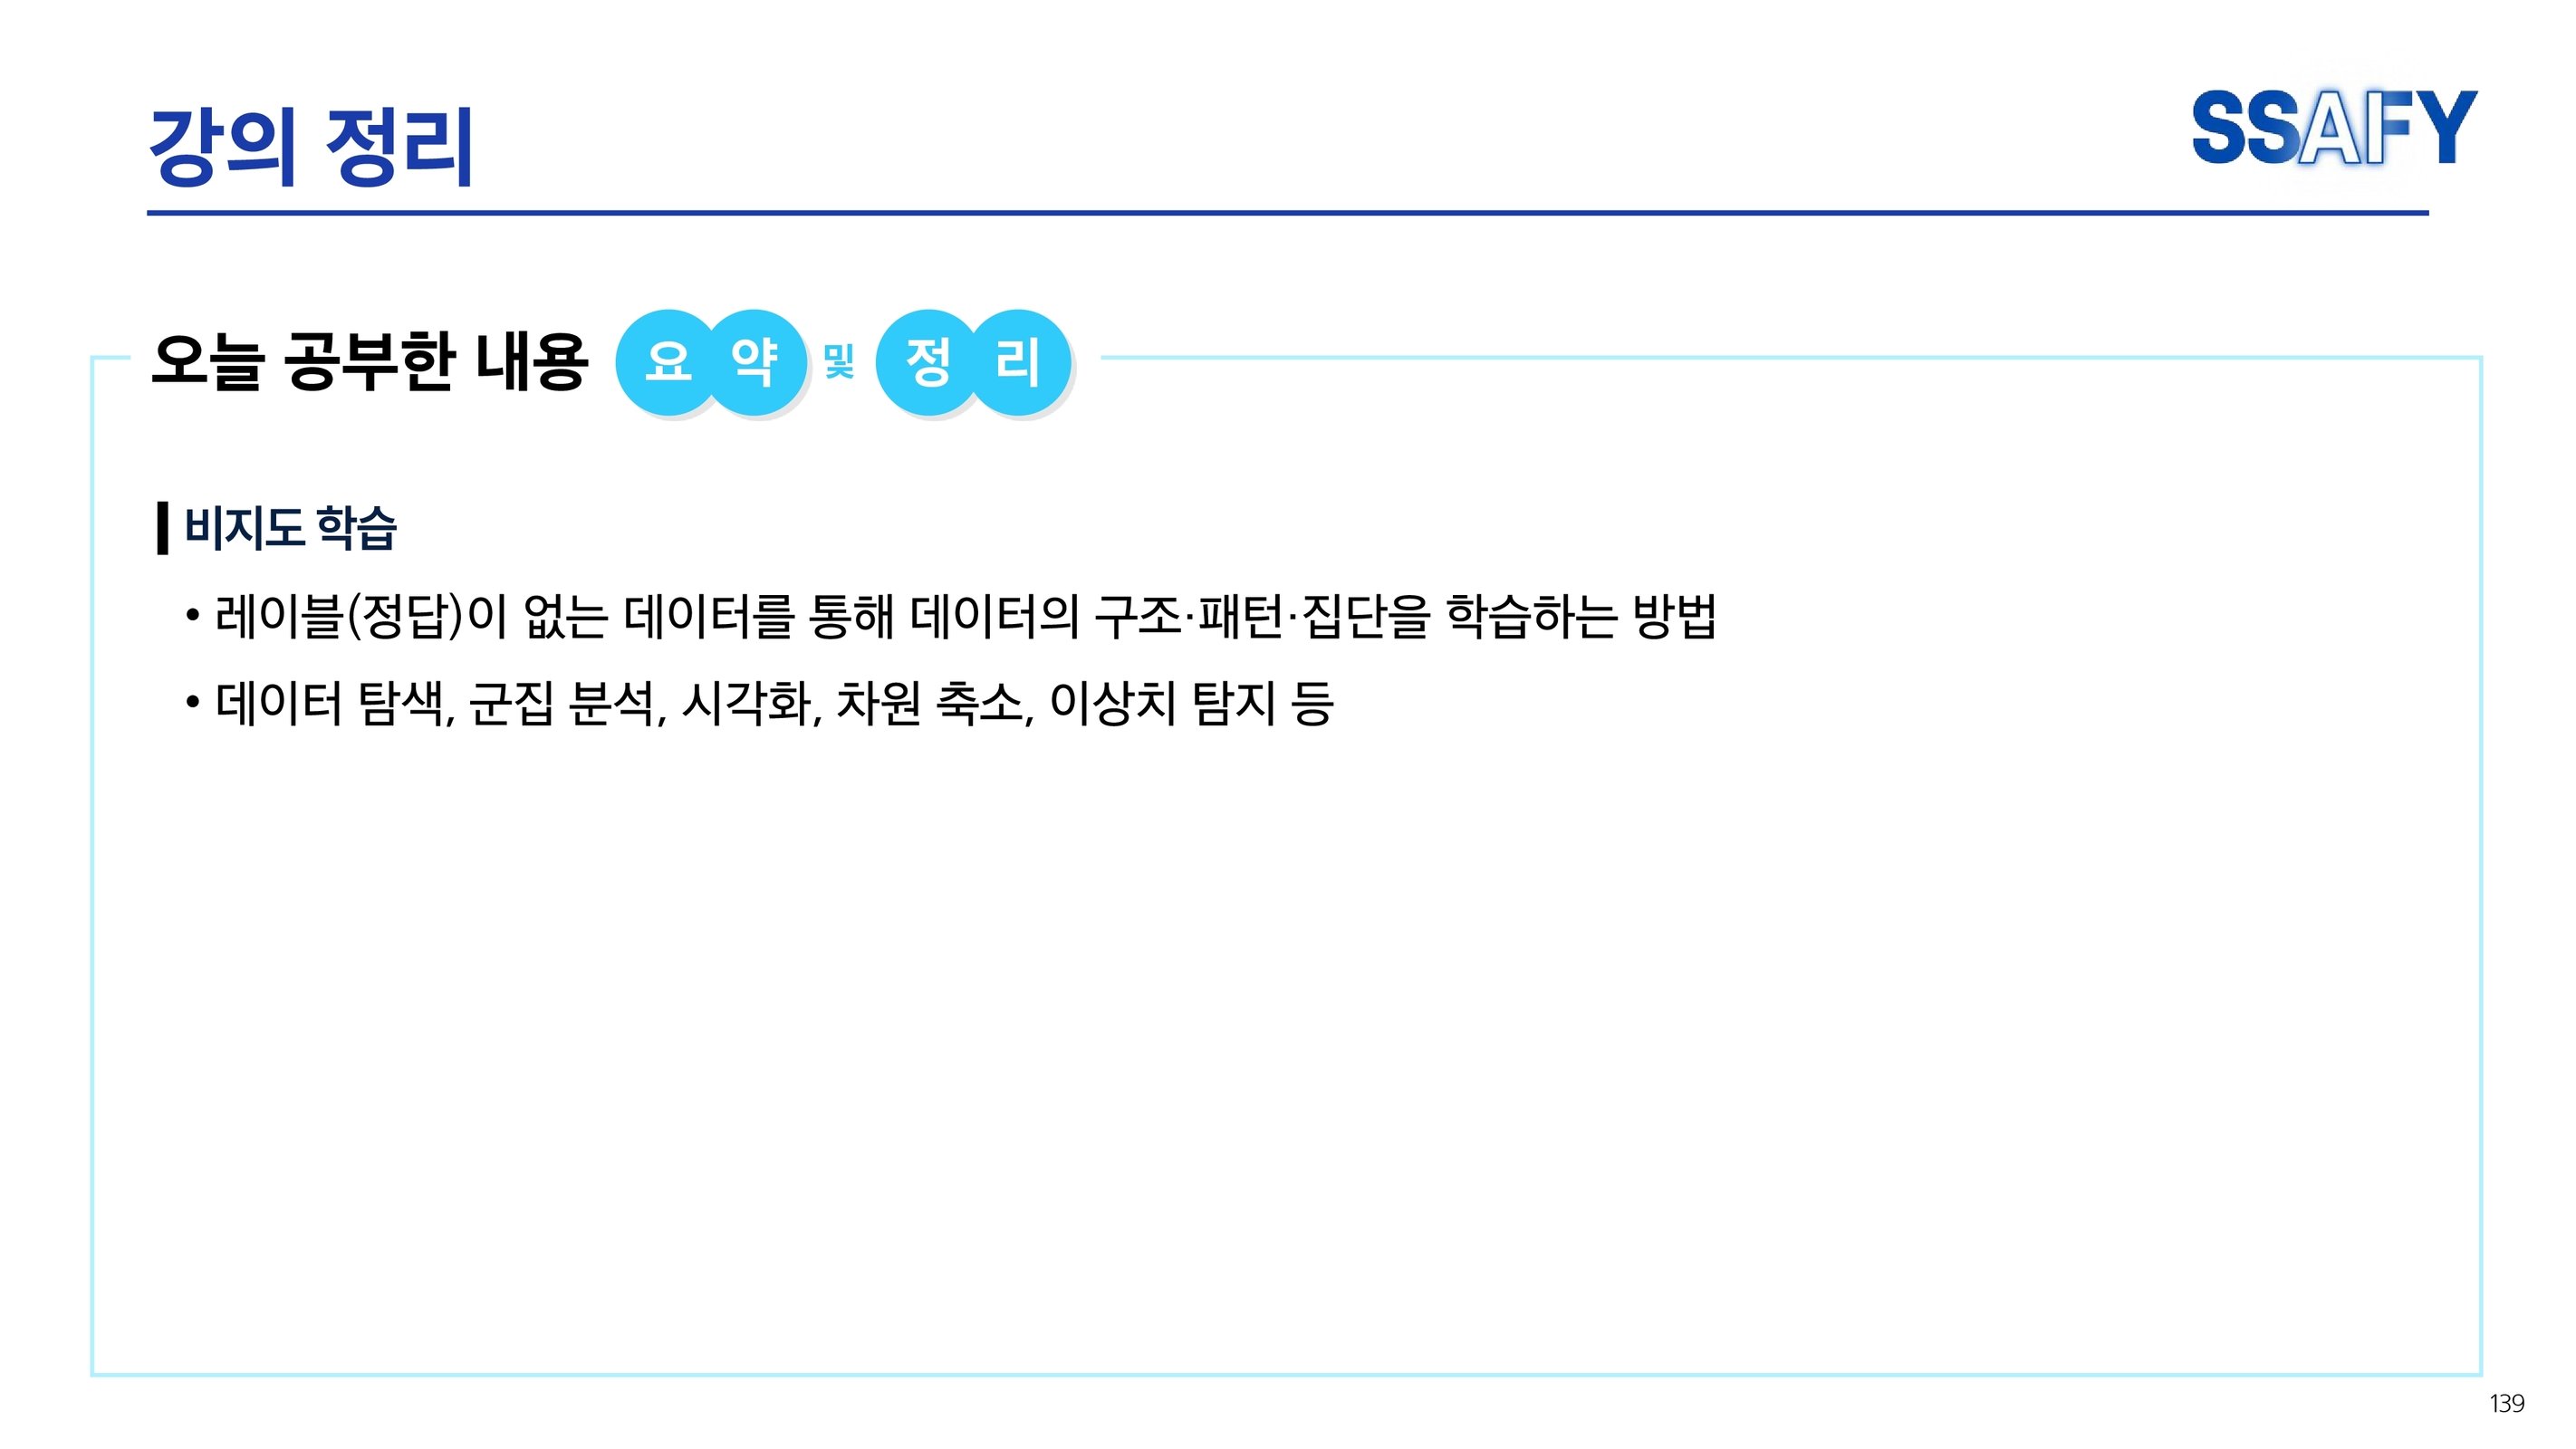 강의 정리
SSAFY
오늘 공부한 내용 요약 및 정리
비지도 학습
• 레이블(정답)이 없는 데이터를 통해 데이터의 구조·패턴·집단을 학습하는 방법
• 데이터 탐색, 군집 분석, 시각화, 차원 축소, 이상치 탐지 등
139